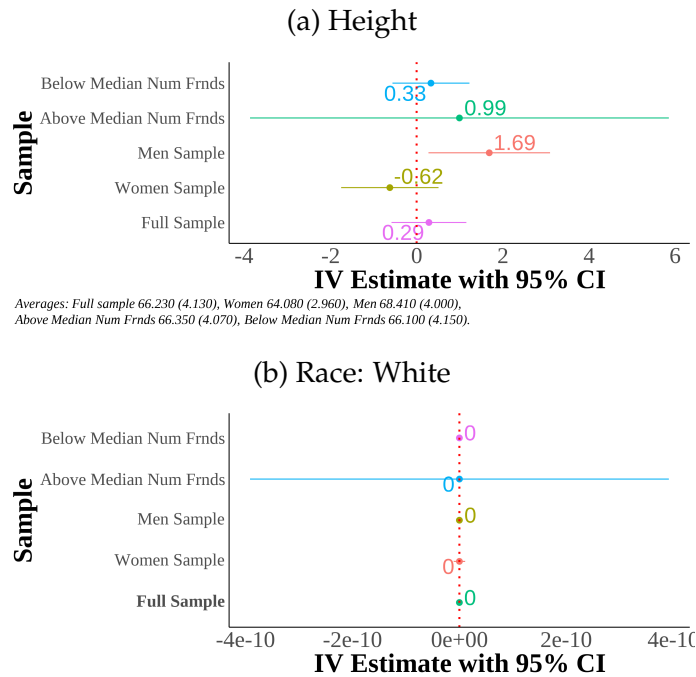 (a) Height
Sample
Below Median Num Frnds
0.33
Above Median Num Frnds
0.99
Men Sample
1.69
Women Sample
-0.62
Full Sample
0.29
-4 -2 0 2 4 6
IV Estimate with 95% CI
Averages: Full sample 66.230 (4.130), Women 64.080 (2.960), Men 68.410 (4.000),
Above Median Num Frnds 66.350 (4.070), Below Median Num Frnds 66.100 (4.150).
(b) Race: White
Sample
Below Median Num Frnds
0
Above Median Num Frnds
0
Men Sample
0
Women Sample
0
Full Sample
0
-4e-10 -2e-10 0e+00 2e-10 4e-10
IV Estimate with 95% CI